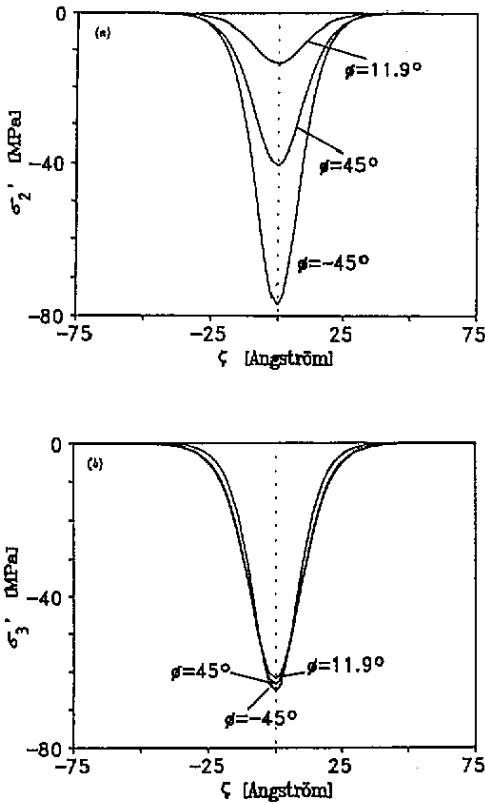 0
(a)
ø=11.9°
-40
ø=45°
σ2' [MPa]
ø=-45°
-80
-75 -25 25 75
ζ [Angström]
0
(b)
-40
σ3' [MPa]
ø=45° ø=11.9°
ø=-45°
-80
-75 -25 25 75
ζ [Angström]